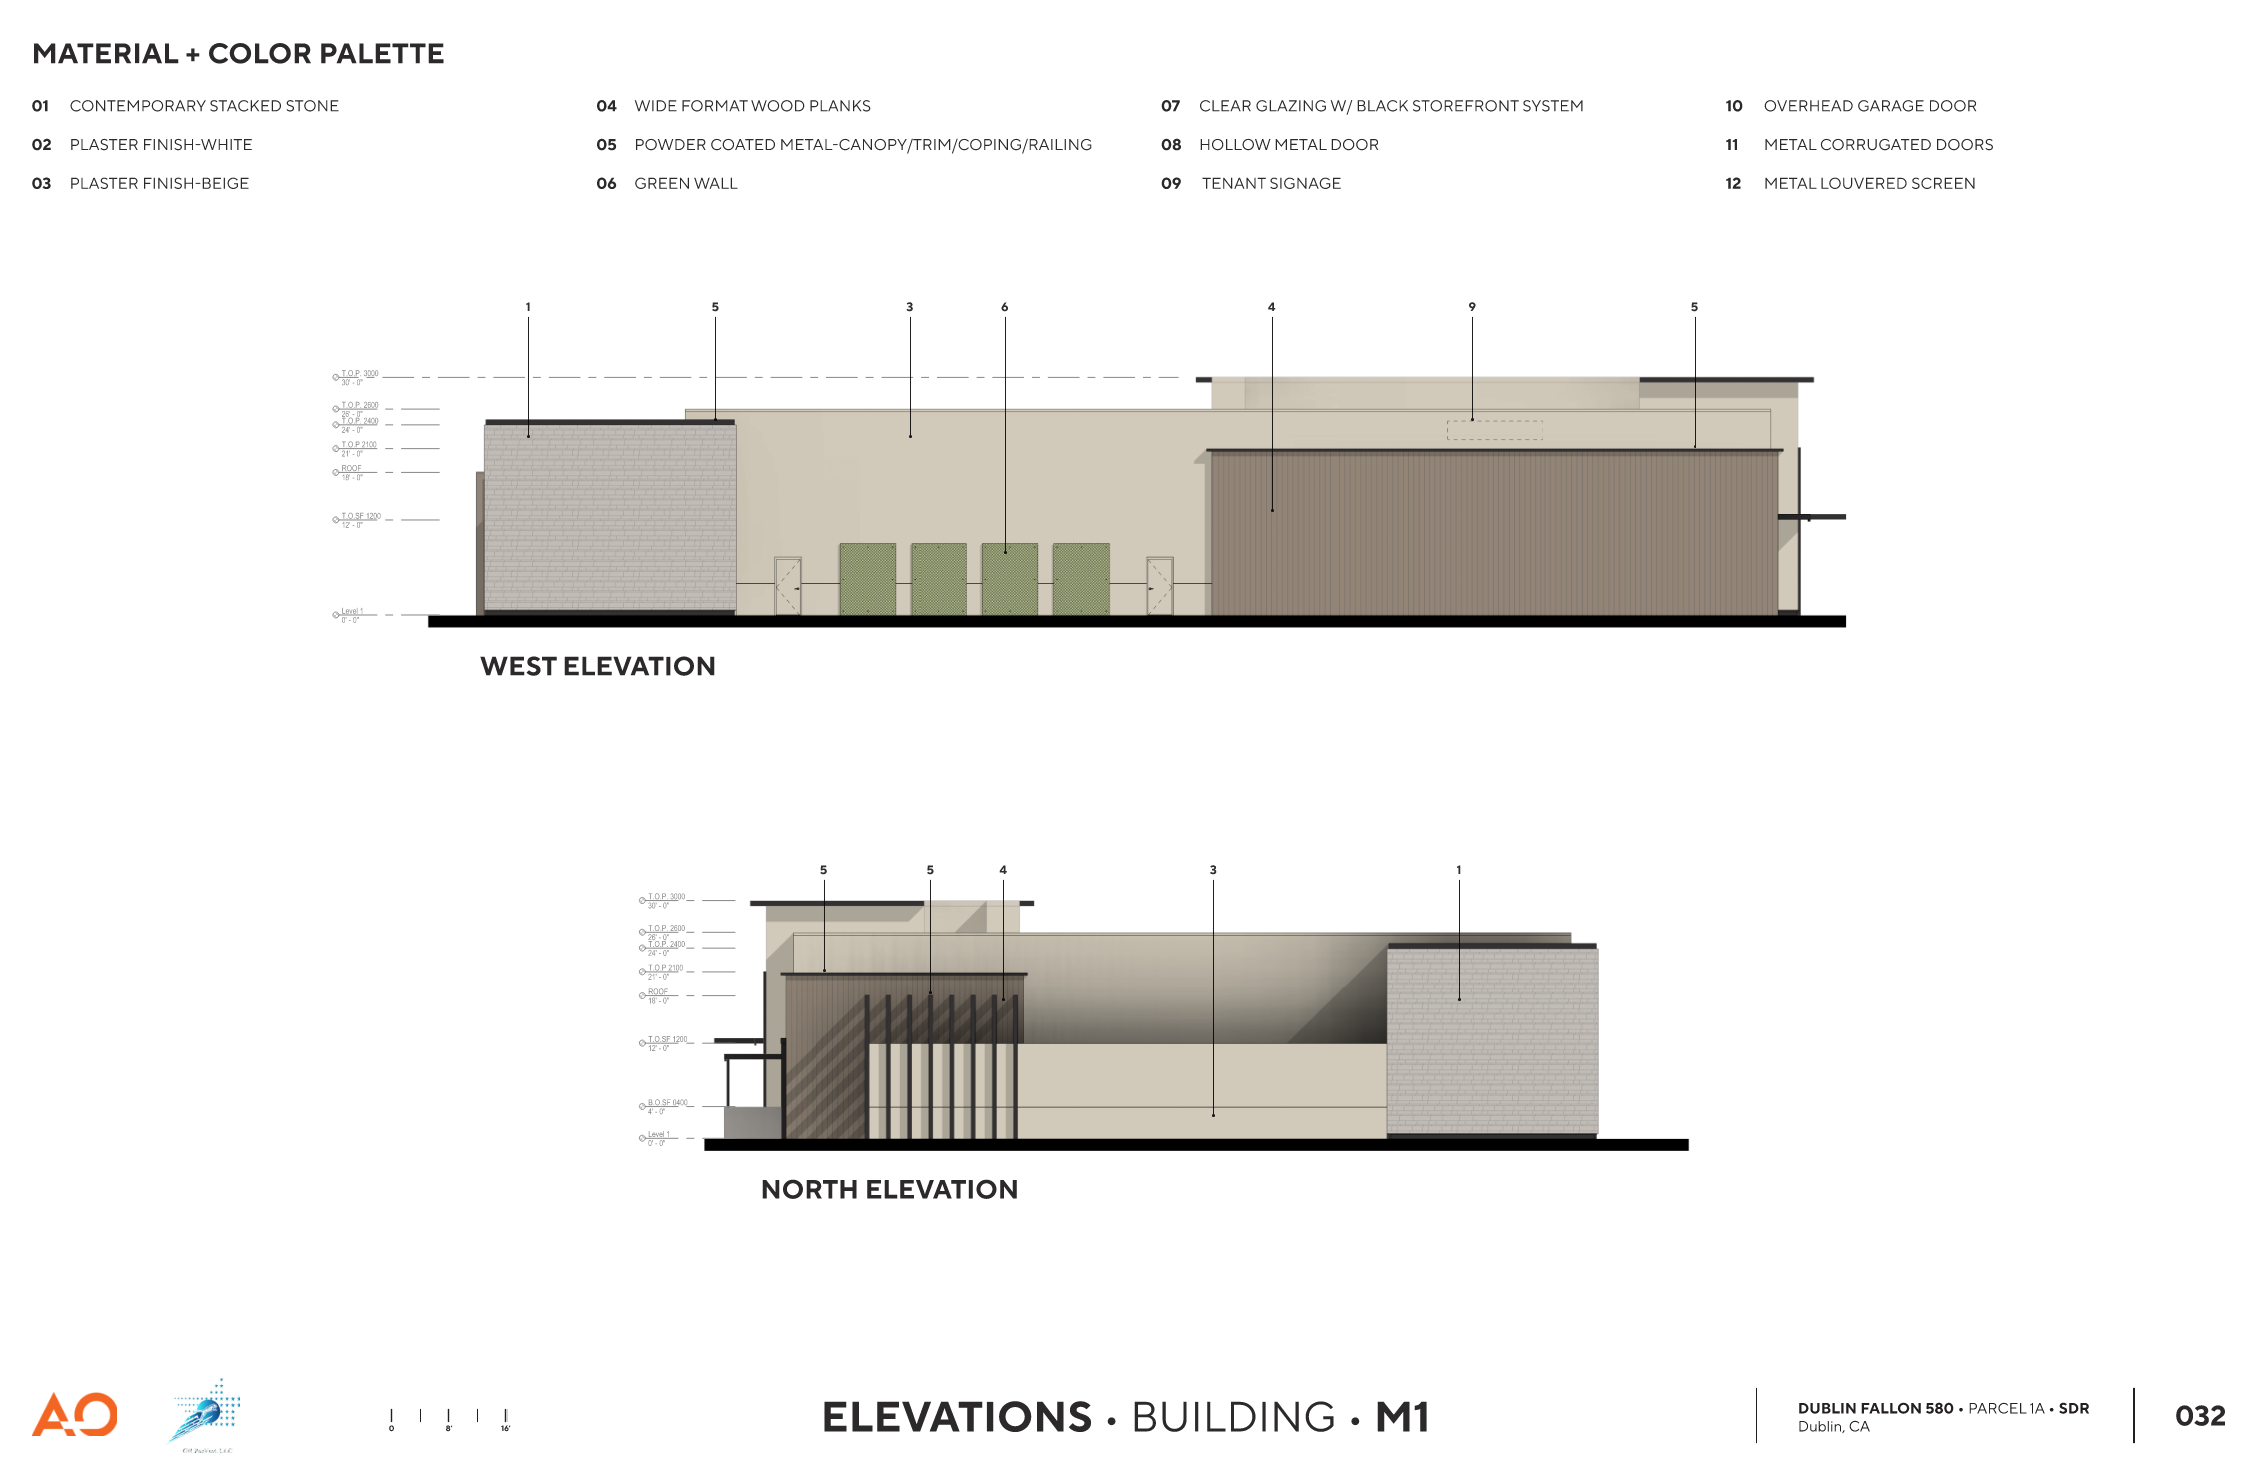 MATERIAL + COLOR PALETTE
01 CONTEMPORARY STACKED STONE
02 PLASTER FINISH-WHITE
03 PLASTER FINISH-BEIGE
04 WIDE FORMAT WOOD PLANKS
05 POWDER COATED METAL-CANOPY/TRIM/COPING/RAILING
06 GREEN WALL
07 CLEAR GLAZING W/ BLACK STOREFRONT SYSTEM
08 HOLLOW METAL DOOR
09 TENANT SIGNAGE
10 OVERHEAD GARAGE DOOR
11 METAL CORRUGATED DOORS
12 METAL LOUVERED SCREEN
1 5 3 6 4 9 5
T.O.P. 3000
30' - 0"
T.O.P. 2600
26' - 0"
T.O.P. 2400
24' - 0"
T.O.P 2100
21' - 0"
ROOF
18' - 0"
T.O.SF 1200
12' - 0"
Level 1
0' - 0"
WEST ELEVATION
5 5 4 3 1
T.O.P. 3000
30' - 0"
T.O.P. 2600
26' - 0"
T.O.P. 2400
24' - 0"
T.O.P 2100
21' - 0"
ROOF
18' - 0"
T.O.SF 1200
12' - 0"
B.O.SF 0400
4' - 0"
Level 1
0' - 0"
NORTH ELEVATION
AO
0 8' 16'
ELEVATIONS • BUILDING • M1
DUBLIN FALLON 580 • PARCEL 1A • SDR
Dublin, CA
032